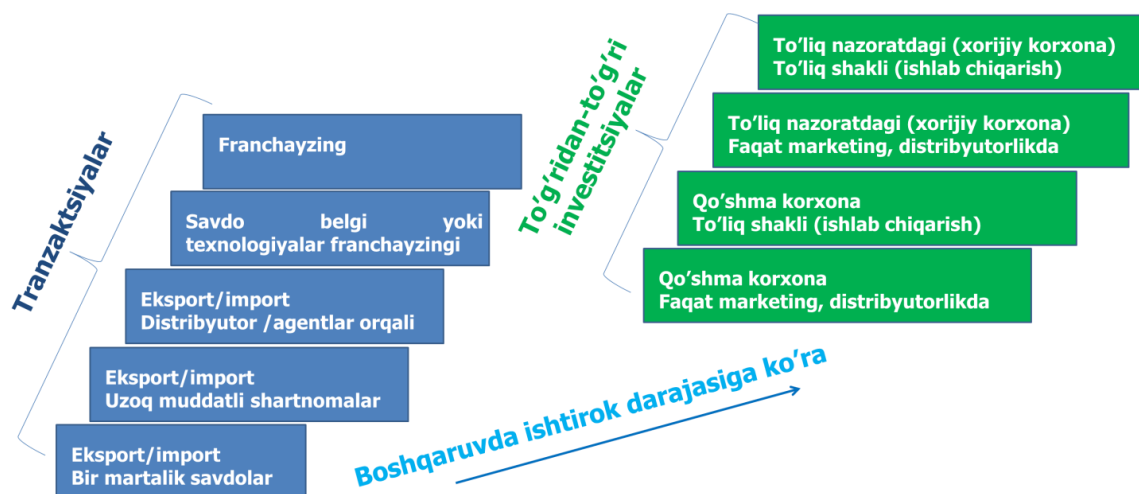 Tranzaktsiyalar
Franchayzing
Savdo belgi yoki
texnologiyalar franchayzingi
Eksport/import
Distribyutor /agentlar orqali
Eksport/import
Uzoq muddatli shartnomalar
Eksport/import
Bir martalik savdolar
To’g’ridan-to’g’ri
investitsiyalar
To’liq nazoratdagi (xorijiy korxona)
To’liq shakli (ishlab chiqarish)
To’liq nazoratdagi (xorijiy korxona)
Faqat marketing, distribyutorlikda
Qo’shma korxona
To’liq shakli (ishlab chiqarish)
Qo’shma korxona
Faqat marketing, distribyutorlikda
Boshqaruvda ishtirok darajasiga ko’ra